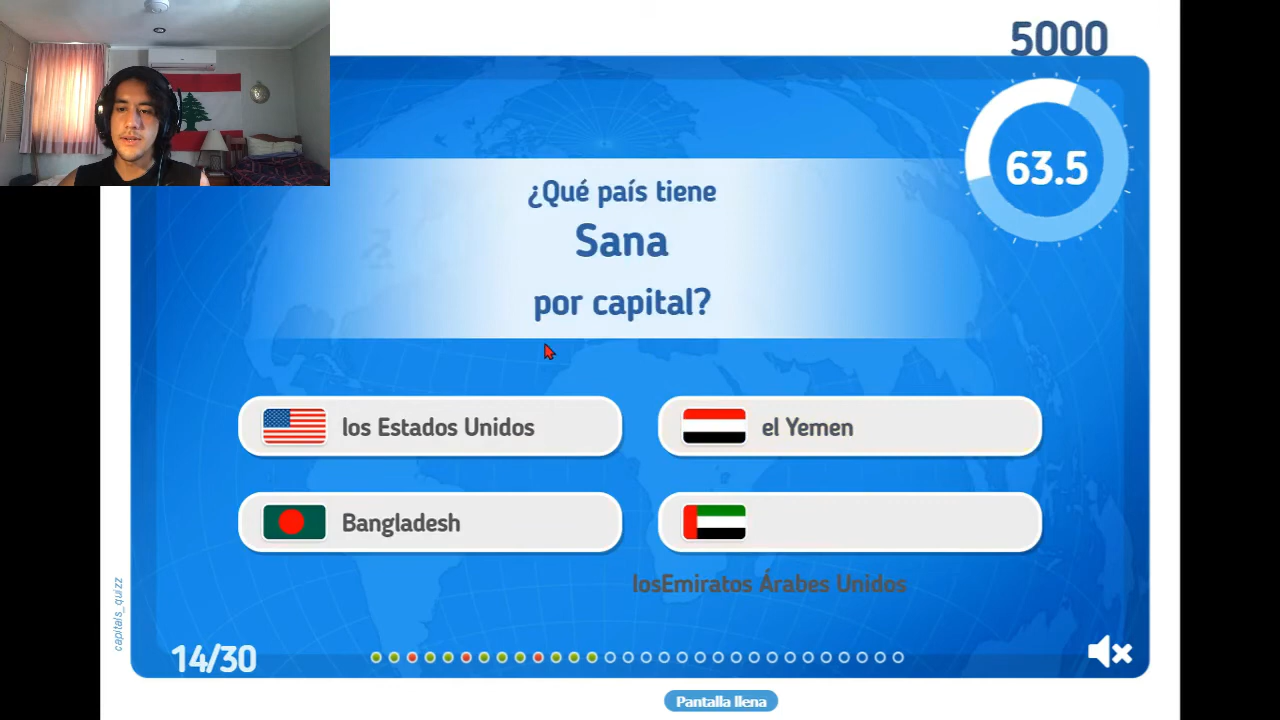 5000
63.5
¿Qué país tiene
Sana
por capital?
los Estados Unidos
el Yemen
Bangladesh
losEmiratos Árabes Unidos
capitals_quizz
14/30
Pantalla llena